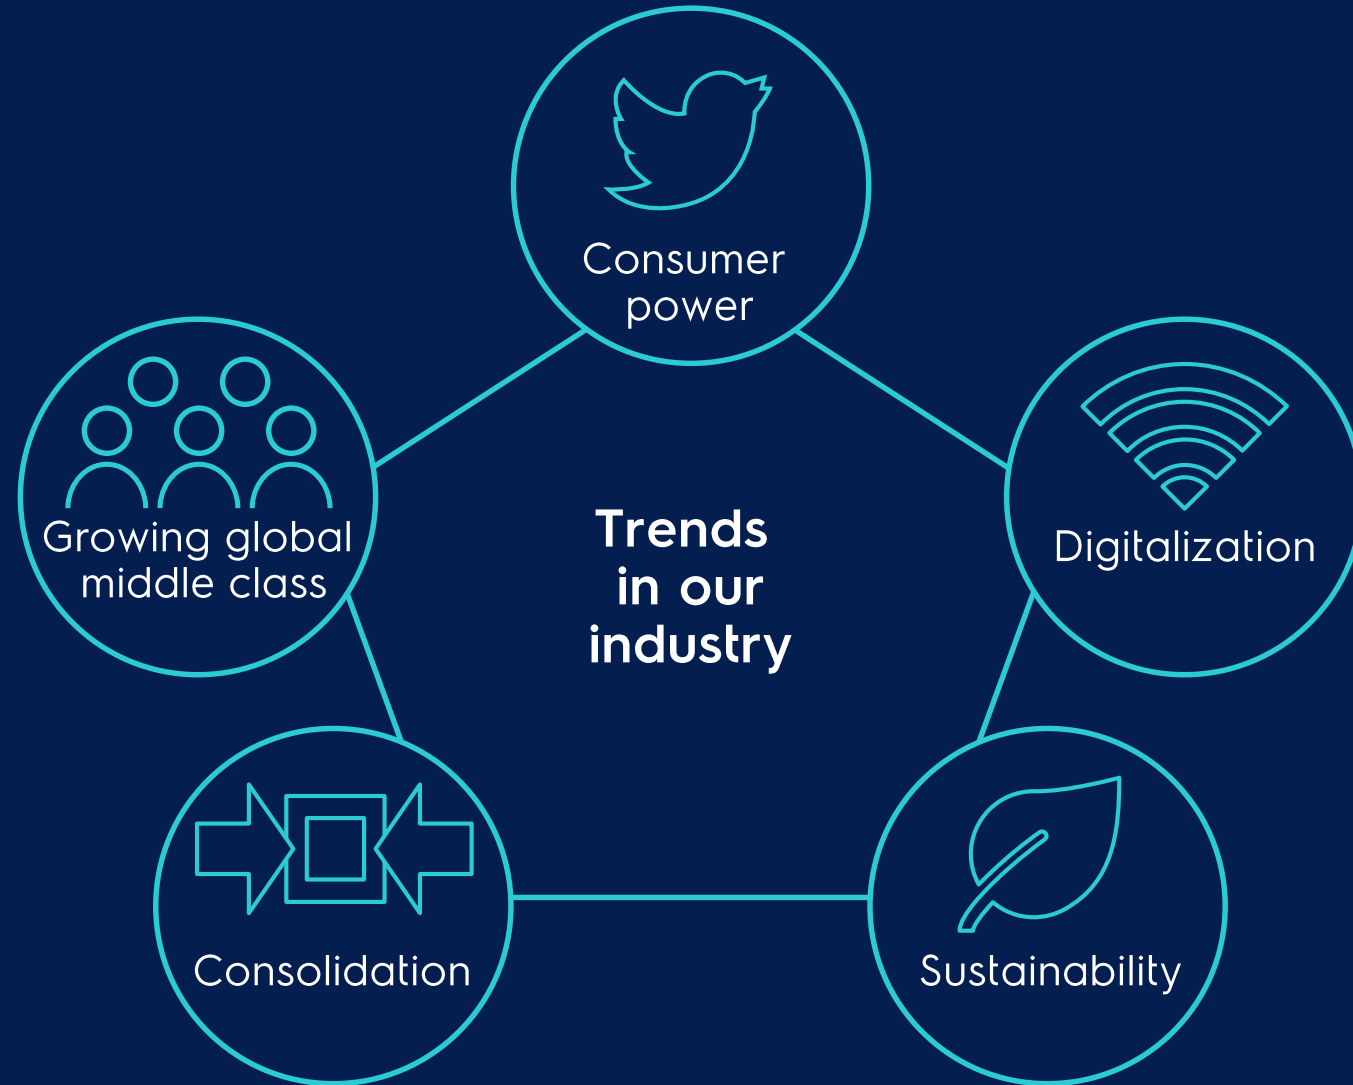 Consumer
power
Growing global
middle class
Digitalization
Trends
in our
industry
Consolidation
Sustainability